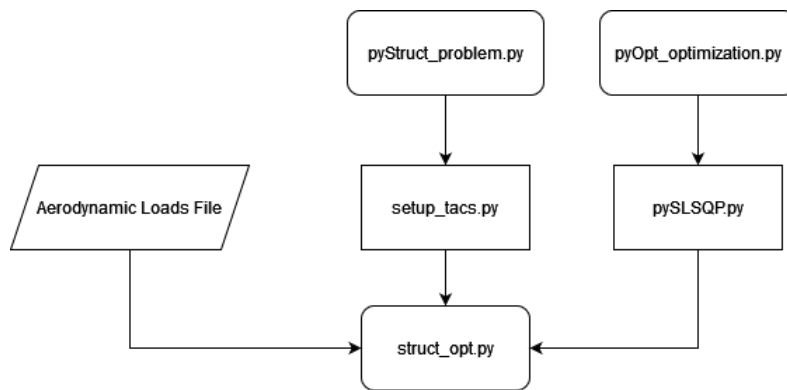 pyStruct_problem.py
pyOpt_optimization.py
Aerodynamic Loads File
setup_tacs.py
pySLSQP.py
struct_opt.py